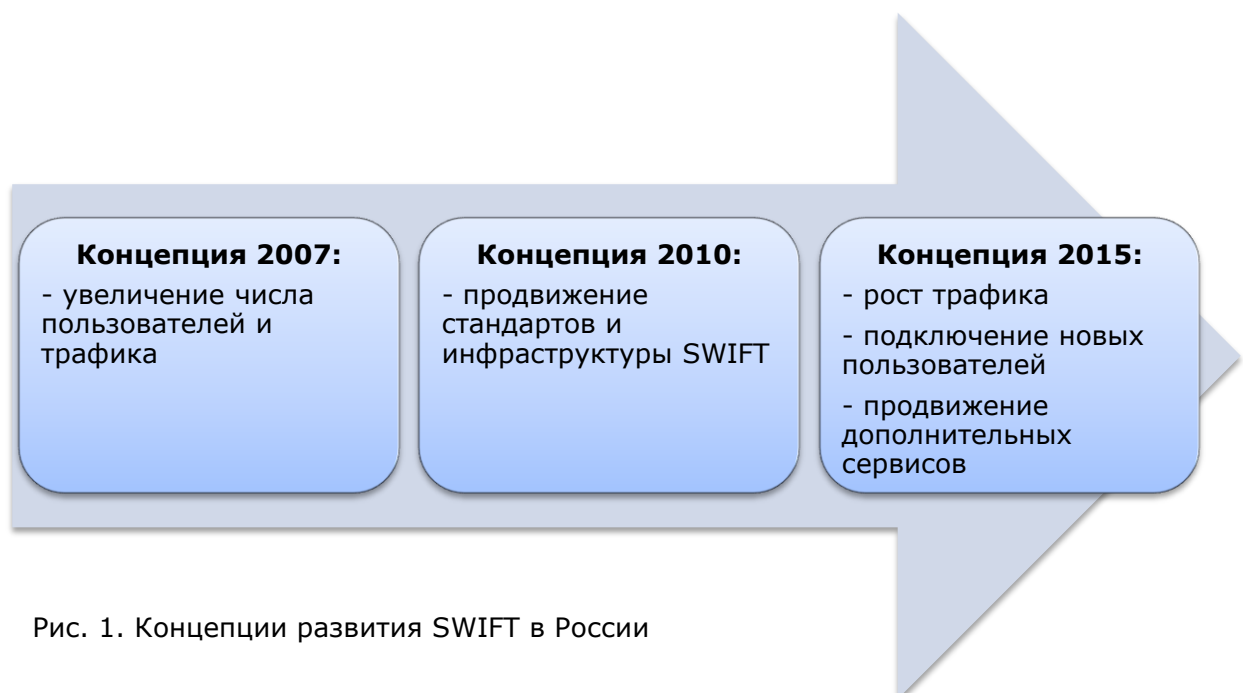 Концепция 2007:
- увеличение числа
пользователей и
трафика
Концепция 2010:
- продвижение
стандартов и
инфраструктуры SWIFT
Концепция 2015:
- рост трафика
- подключение новых
пользователей
- продвижение
дополнительных
сервисов
Рис. 1. Концепции развития SWIFT в России